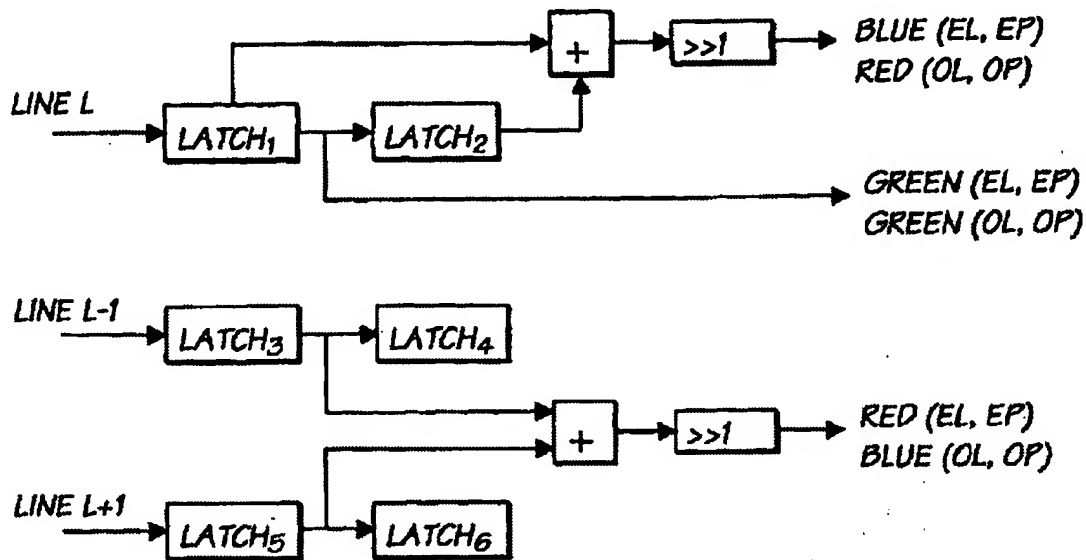 BLUE (EL, EP)
RED (OL, OP)
+
>>1
LINE L
LATCH1
LATCH2
GREEN (EL, EP)
GREEN (OL, OP)
LINE L-1
LATCH3
LATCH4
+
>>1
RED (EL, EP)
BLUE (OL, OP)
LINE L+1
LATCH5
LATCH6